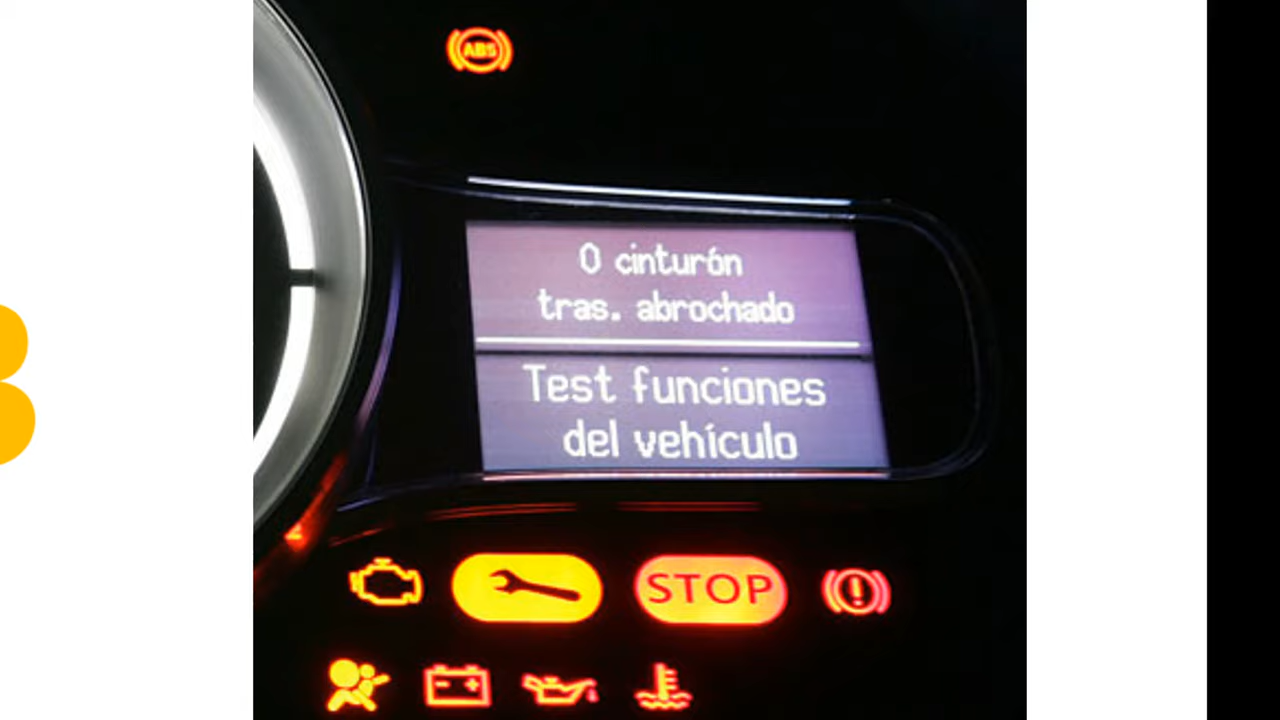 ABS
0 cinturón
tras. abrochado
Test funciones
del vehículo
STOP